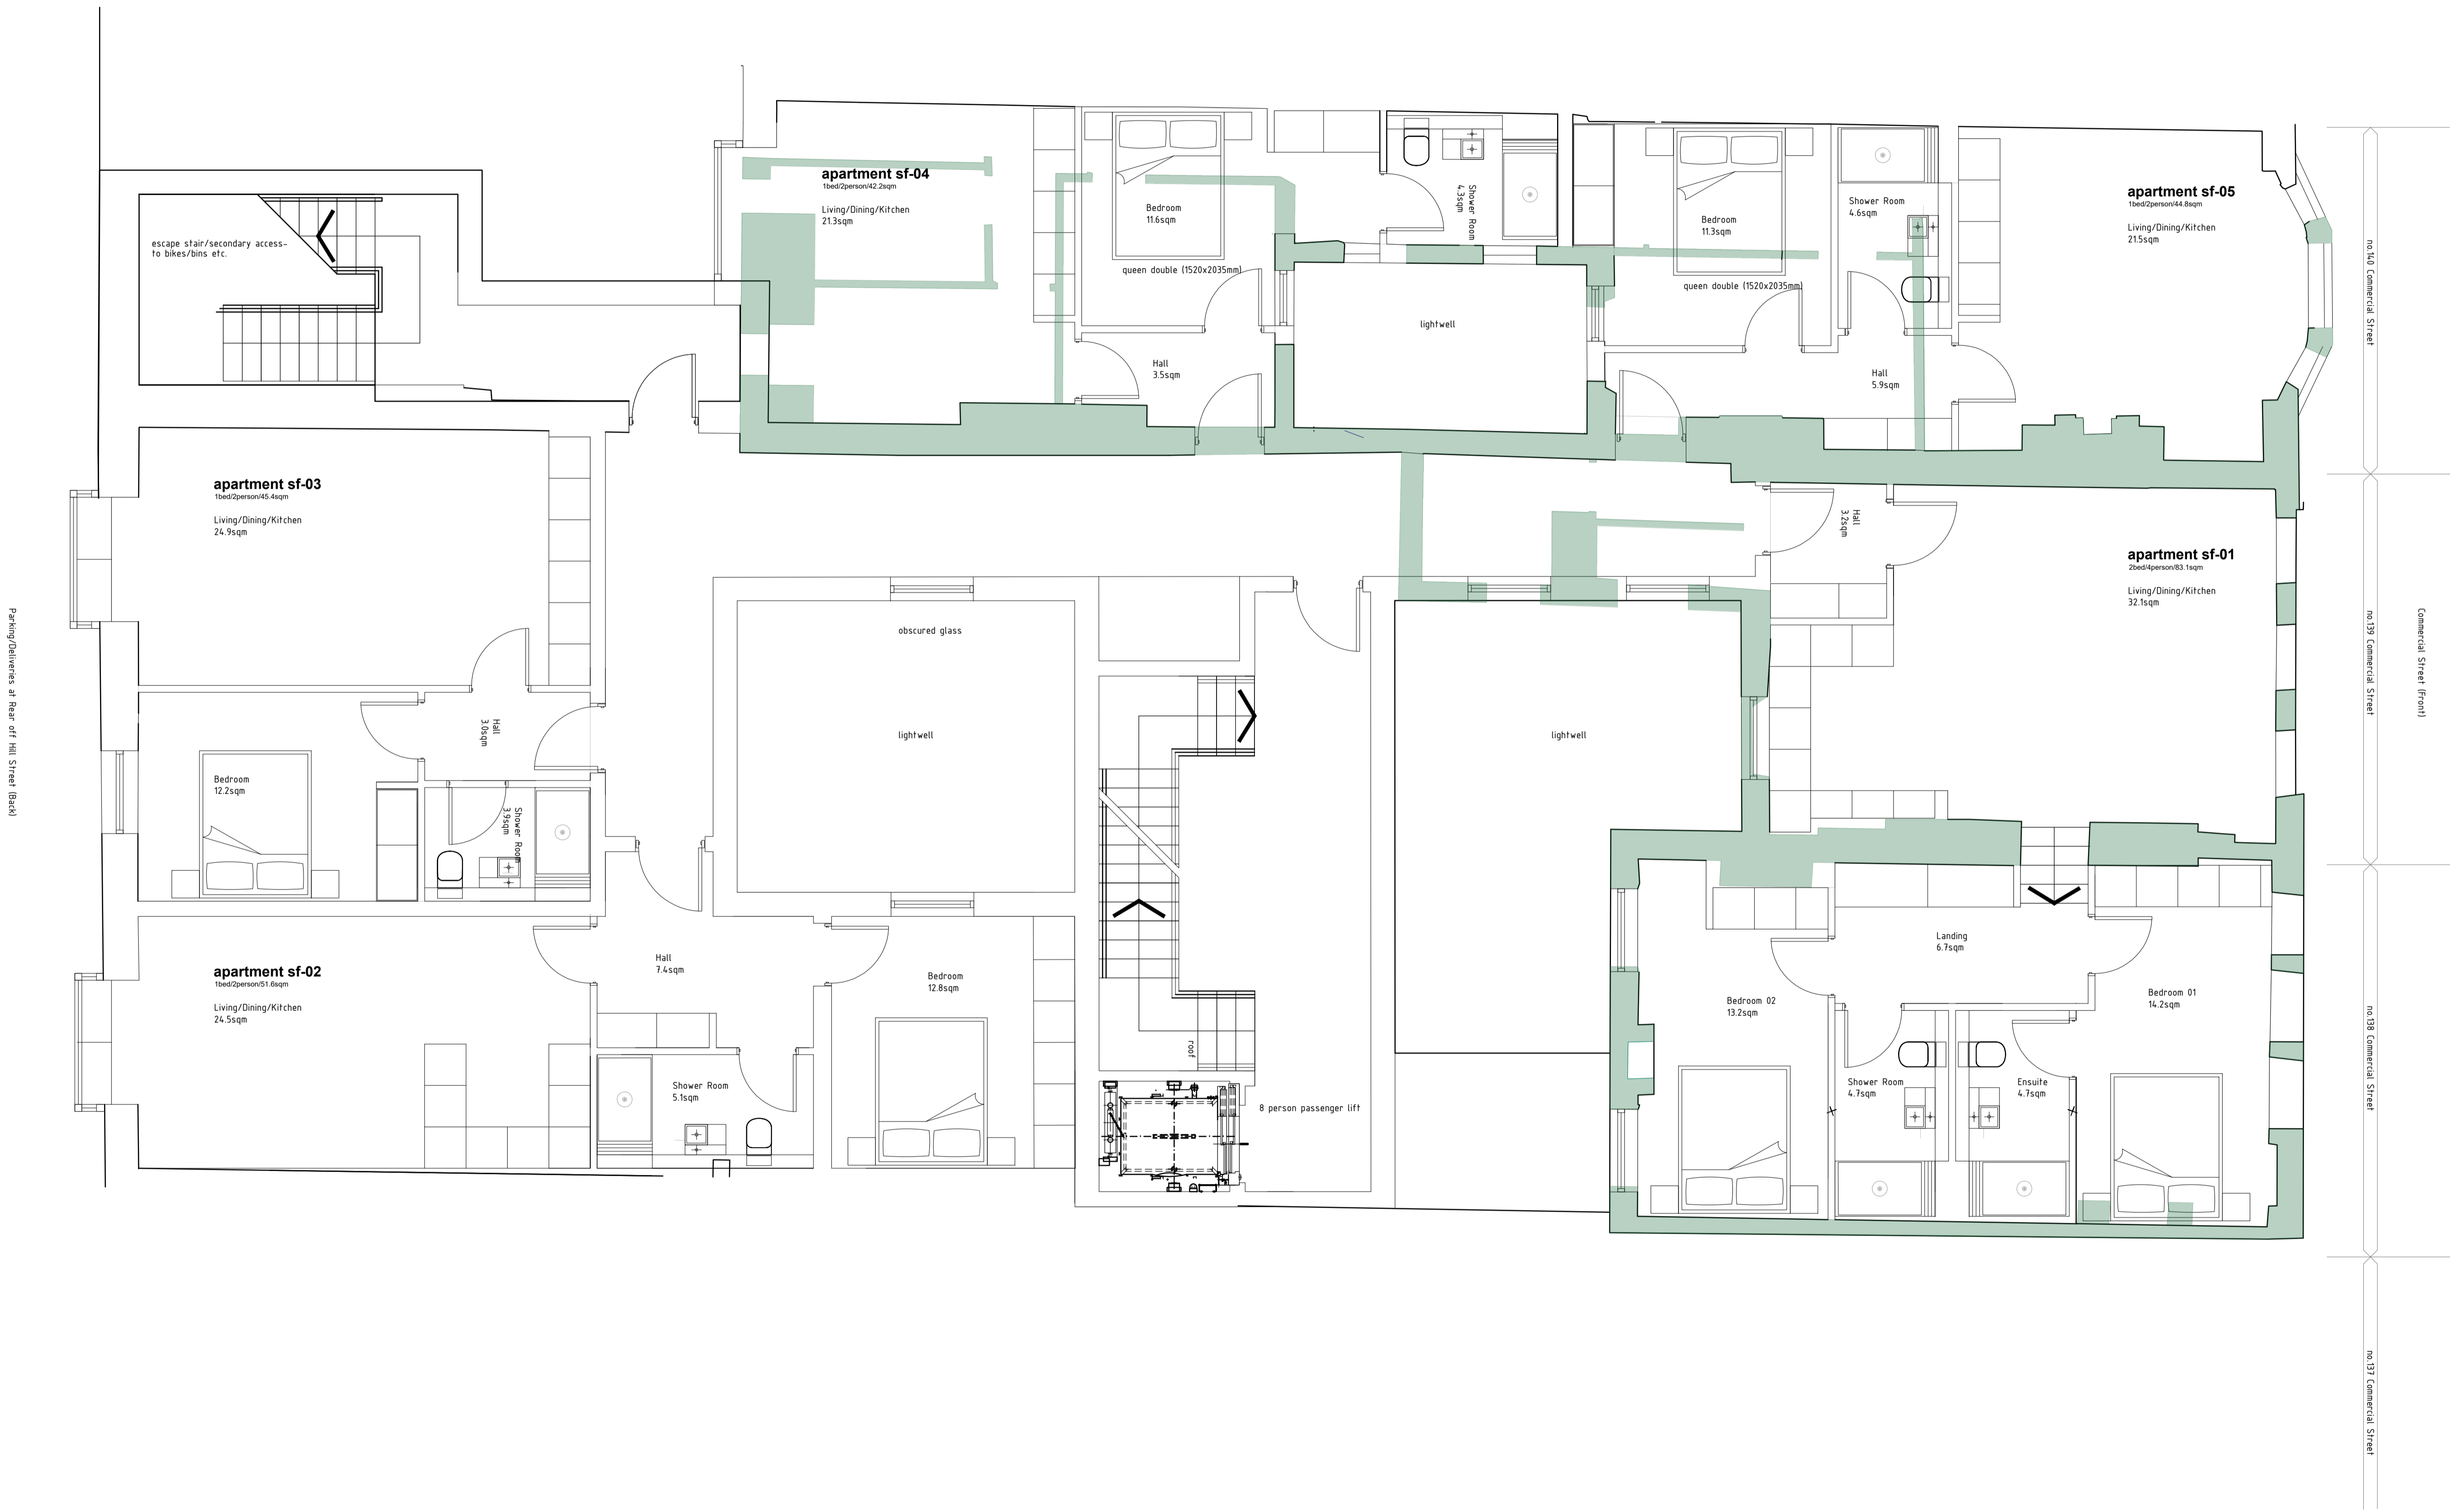 apartment sf-04
1bed/2person/42.2sqm
Living/Dining/Kitchen
21.3sqm
Bedroom
11.6sqm
queen double (1520x2035mm)
Hall
3.5sqm
Shower Room
4.3sqm
lightwell
Bedroom
11.3sqm
queen double (1520x2035mm)
Shower Room
4.6sqm
Hall
5.9sqm
apartment sf-05
1bed/2person/44.8sqm
Living/Dining/Kitchen
21.5sqm
escape stair/secondary access-
to bikes/bins etc.
apartment sf-03
1bed/2person/45.4sqm
Living/Dining/Kitchen
24.9sqm
Hall
3.0sqm
Bedroom
12.2sqm
Shower Room
3.9sqm
obscured glass
lightwell
lightwell
Hall
3.2sqm
apartment sf-01
2bed/4person/83.1sqm
Living/Dining/Kitchen
32.1sqm
apartment sf-02
1bed/2person/51.6sqm
Living/Dining/Kitchen
24.5sqm
Hall
7.4sqm
Shower Room
5.1sqm
Bedroom
12.8sqm
roof
8 person passenger lift
Landing
6.7sqm
Bedroom 02
13.2sqm
Bedroom 01
14.2sqm
Shower Room
4.7sqm
Ensuite
4.7sqm
Parking/Deliveries at Rear off Hill Street (Back)
no.140 Commercial Street
no.139 Commercial Street
no.138 Commercial Street
no.137 Commercial Street
Commercial Street (Front)